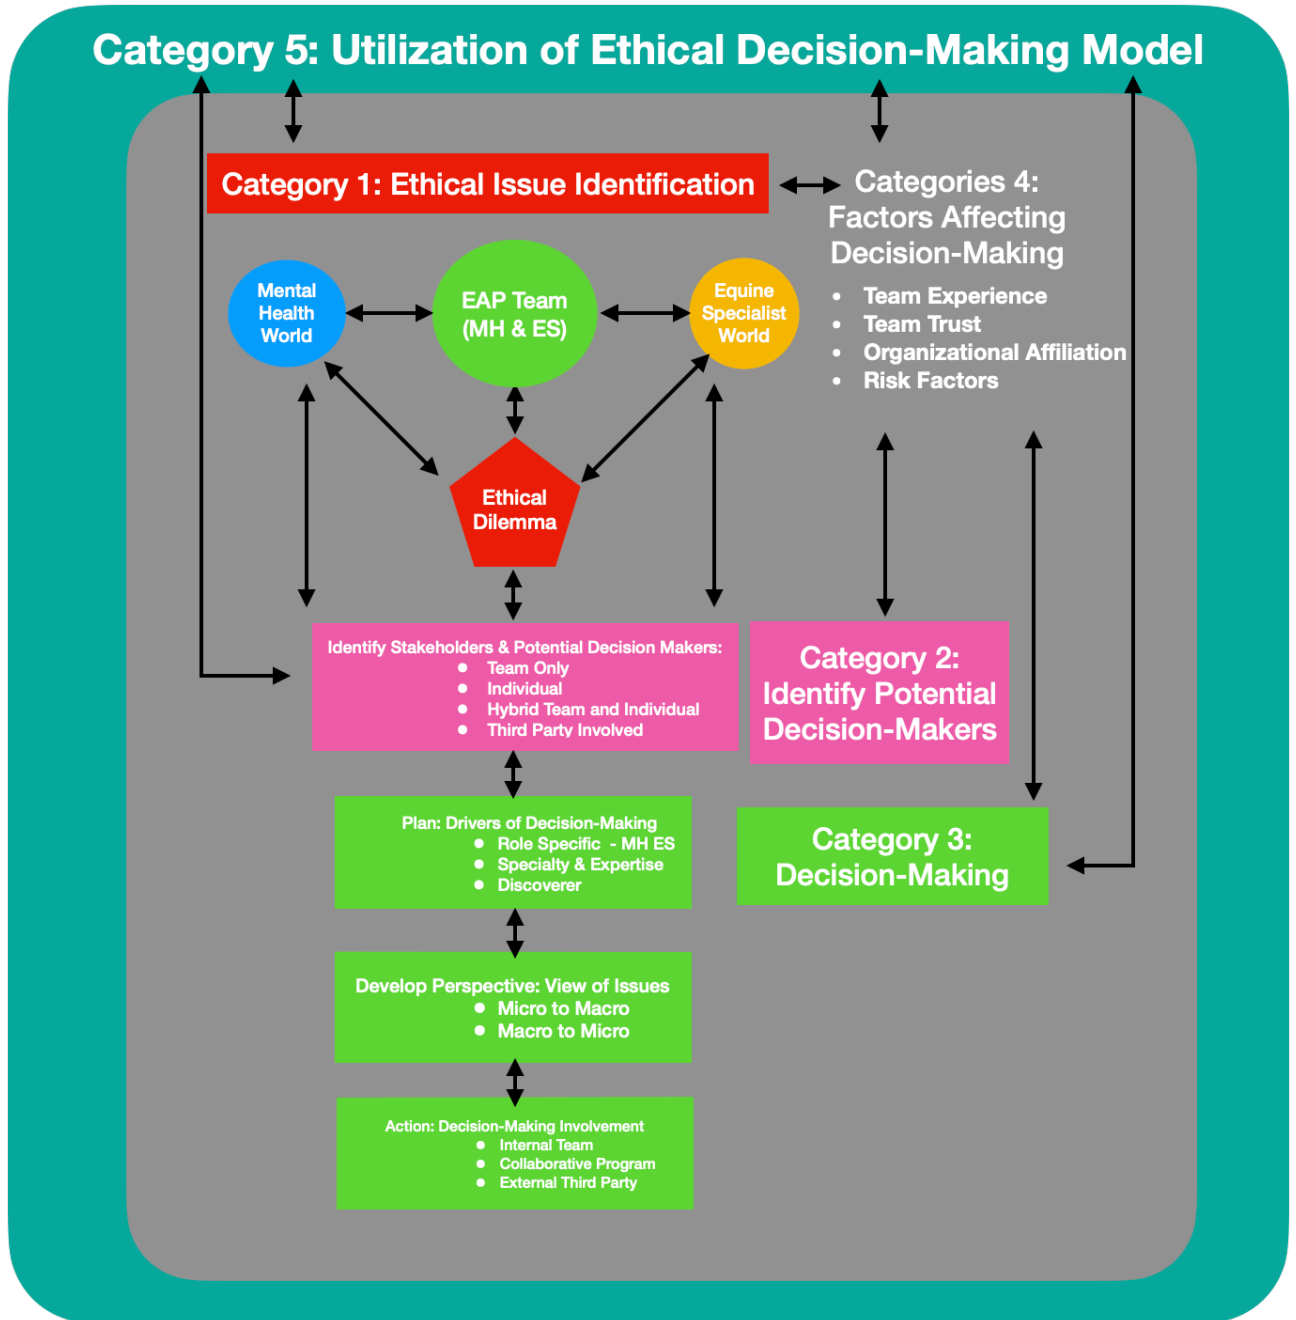 Category 5: Utilization of Ethical Decision-Making Model
Category 1: Ethical Issue Identification
Categories 4:
Factors Affecting
Decision-Making
• Team Experience
• Team Trust
• Organizational Affiliation
• Risk Factors
Mental
Health
World
EAP Team
(MH & ES)
Equine
Specialist
World
Ethical
Dilemma
Identify Stakeholders & Potential Decision Makers:
• Team Only
• Individual
• Hybrid Team and Individual
• Third Party Involved
Category 2:
Identify Potential
Decision-Makers
Plan: Drivers of Decision-Making
• Role Specific - MH ES
• Specialty & Expertise
• Discoverer
Category 3:
Decision-Making
Develop Perspective: View of Issues
• Micro to Macro
• Macro to Micro
Action: Decision-Making Involvement
• Internal Team
• Collaborative Program
• External Third Party